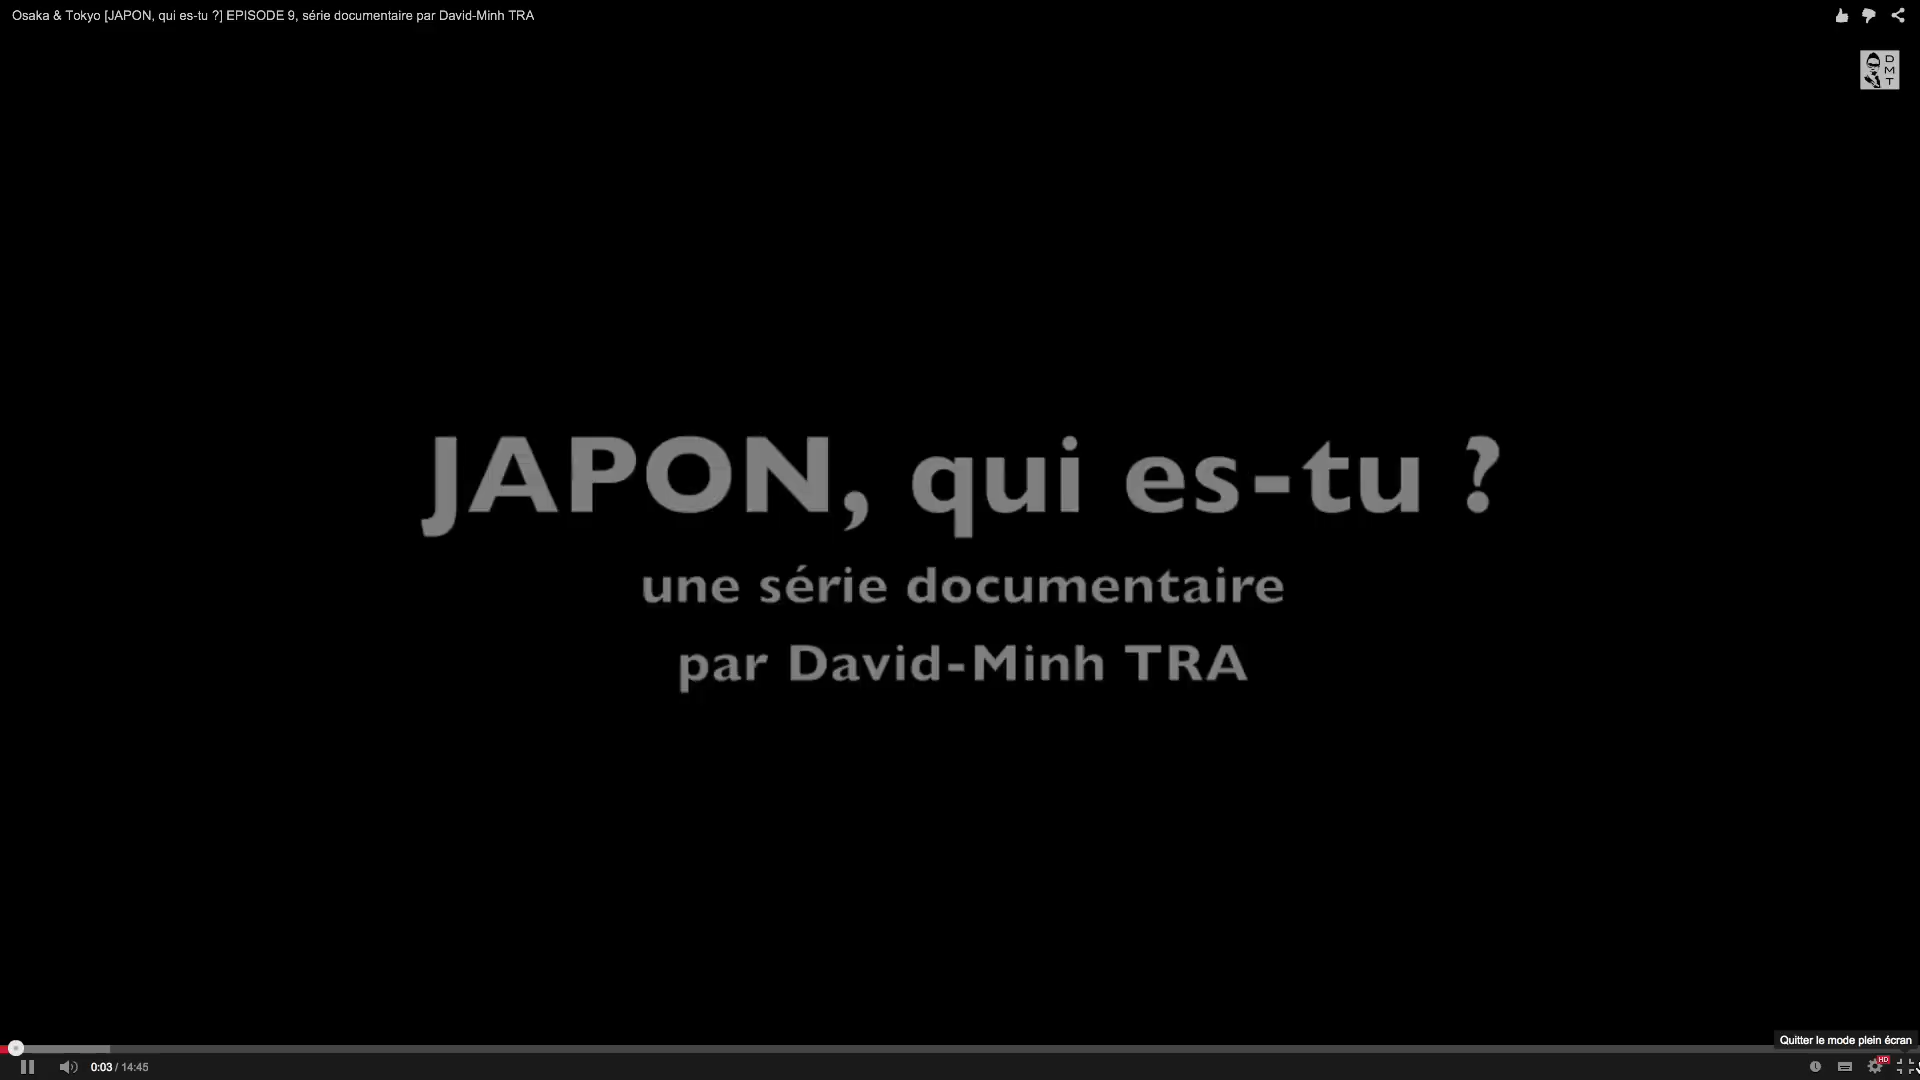 Osaka & Tokyo [JAPON, qui es-tu ?] EPISODE 9, série documentaire par David-Minh TRA
D
M
T
JAPON, qui es-tu ?
une série documentaire
par David-Minh TRA
Quitter le mode plein écran
0:03 / 14:45
HD